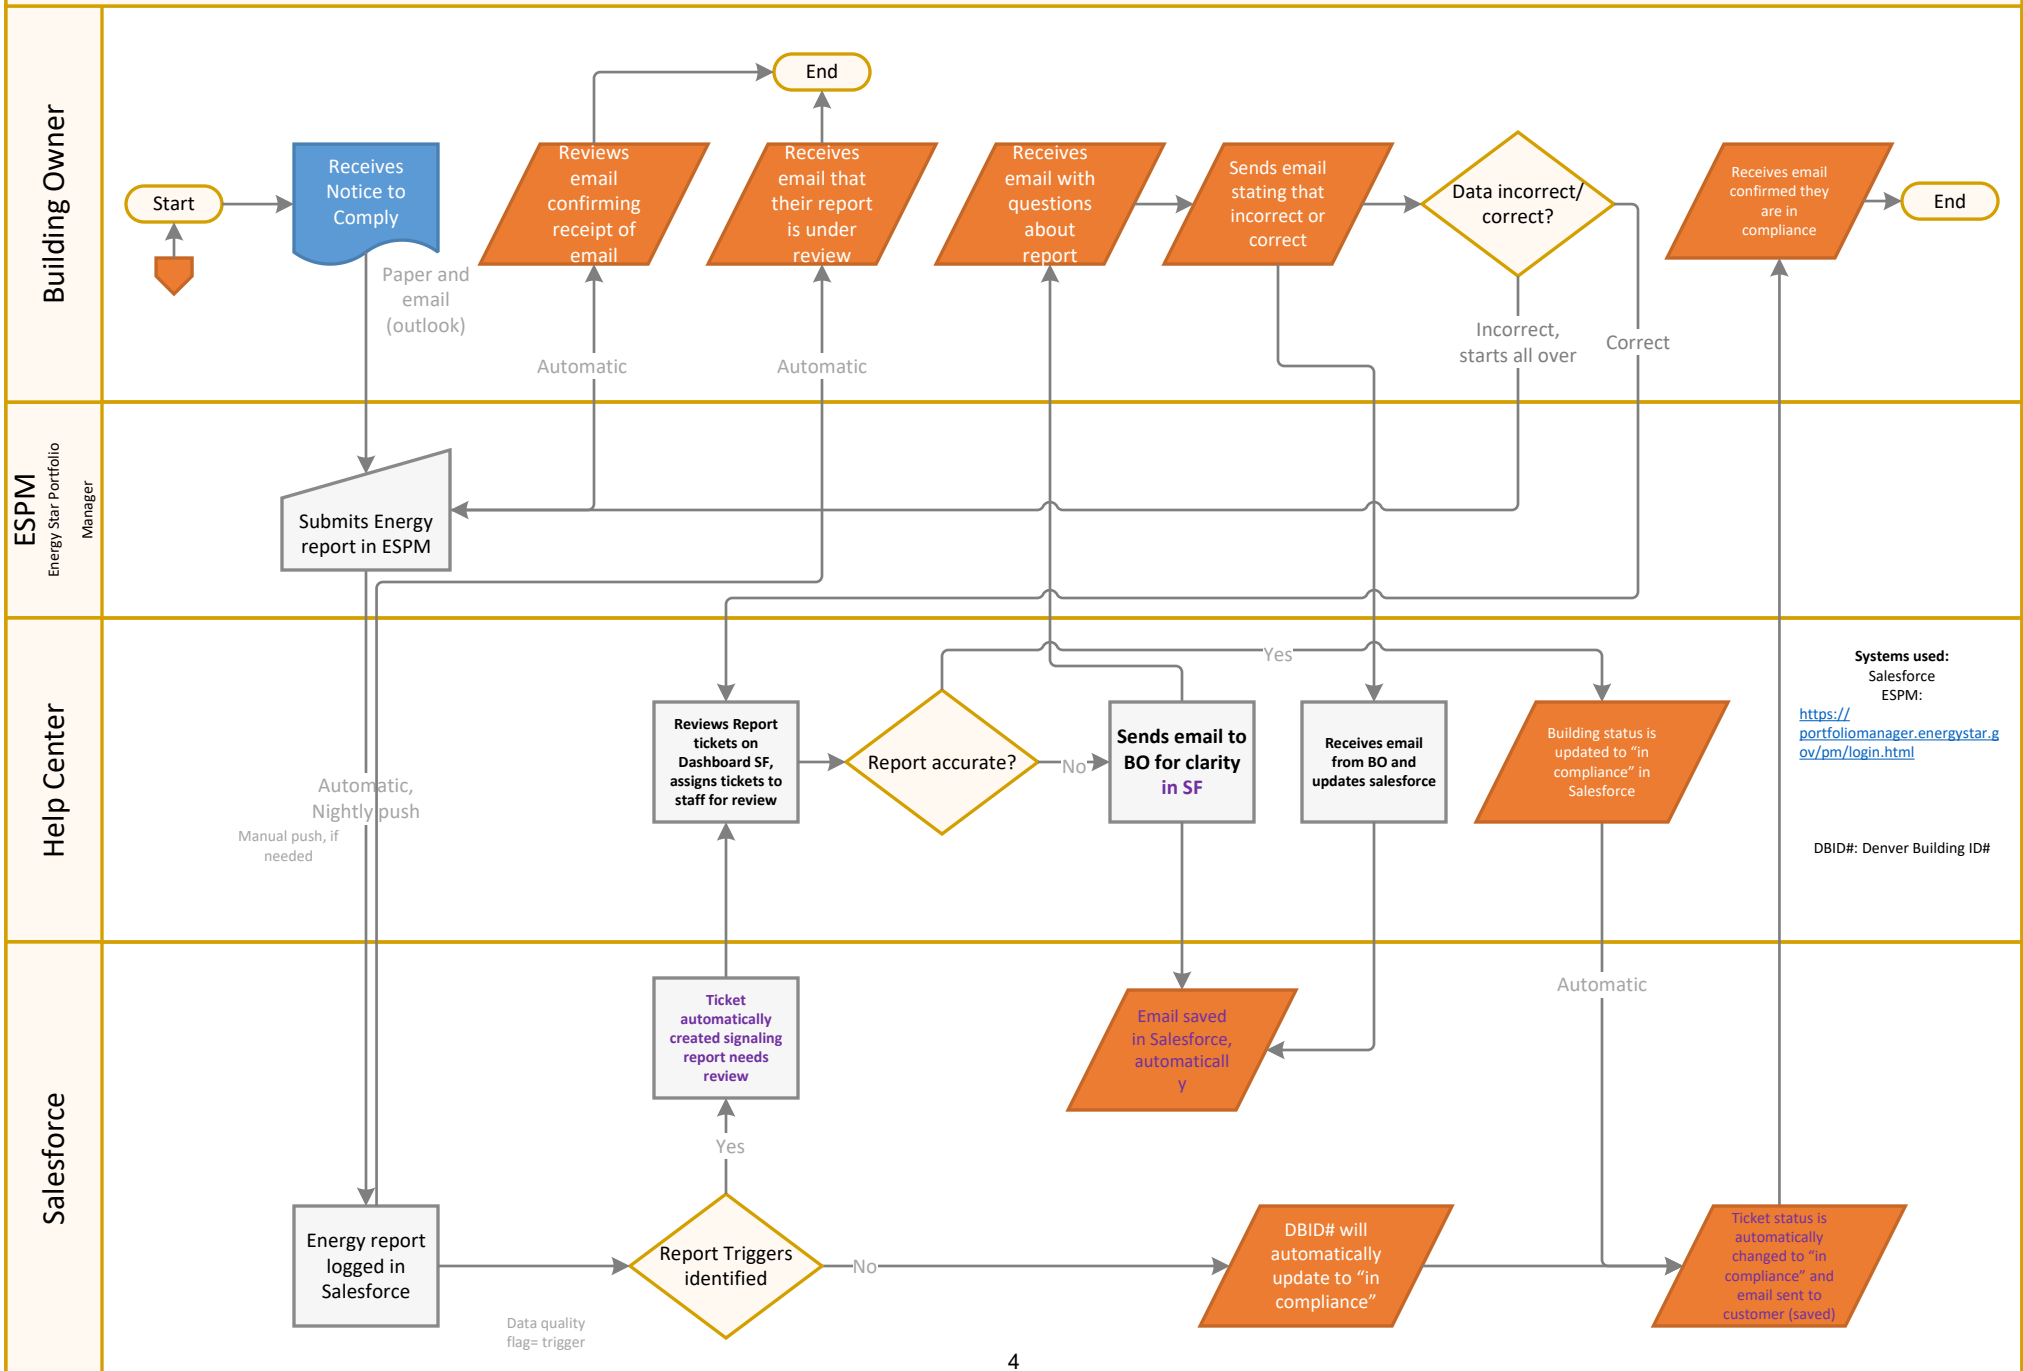 Building Owner
Start
Receives
Notice to
Comply
Paper and
email
(outlook)
Reviews
email
confirming
receipt of
email
Automatic
End
Receives
email that
their report
is under
review
Automatic
Receives
email with
questions
about
report
Sends email
stating that
incorrect or
correct
Data incorrect/
correct?
Incorrect,
starts all over
Correct
Receives email
confirmed they
are in
compliance
End
ESPM
Energy Star Portfolio
Manager
Submits Energy
report in ESPM
Help Center
Automatic,
Nightly push
Manual push, if
needed
Reviews Report
tickets on
Dashboard SF,
assigns tickets to
staff for review
Report accurate?
Yes
No
Sends email to
BO for clarity
in SF
Receives email
from BO and
updates salesforce
Building status is
updated to “in
compliance” in
Salesforce
Systems used:
Salesforce
ESPM:
https://
portfoliomanager.energystar.g
ov/pm/login.html
DBID#: Denver Building ID#
Salesforce
Ticket
automatically
created signaling
report needs
review
Yes
Email saved
in Salesforce,
automaticall
y
Automatic
Energy report
logged in
Salesforce
Data quality
flag= trigger
Report Triggers
identified
No
DBID# will
automatically
update to “in
compliance”
Ticket status is
automatically
changed to “in
compliance” and
email sent to
customer (saved)
4